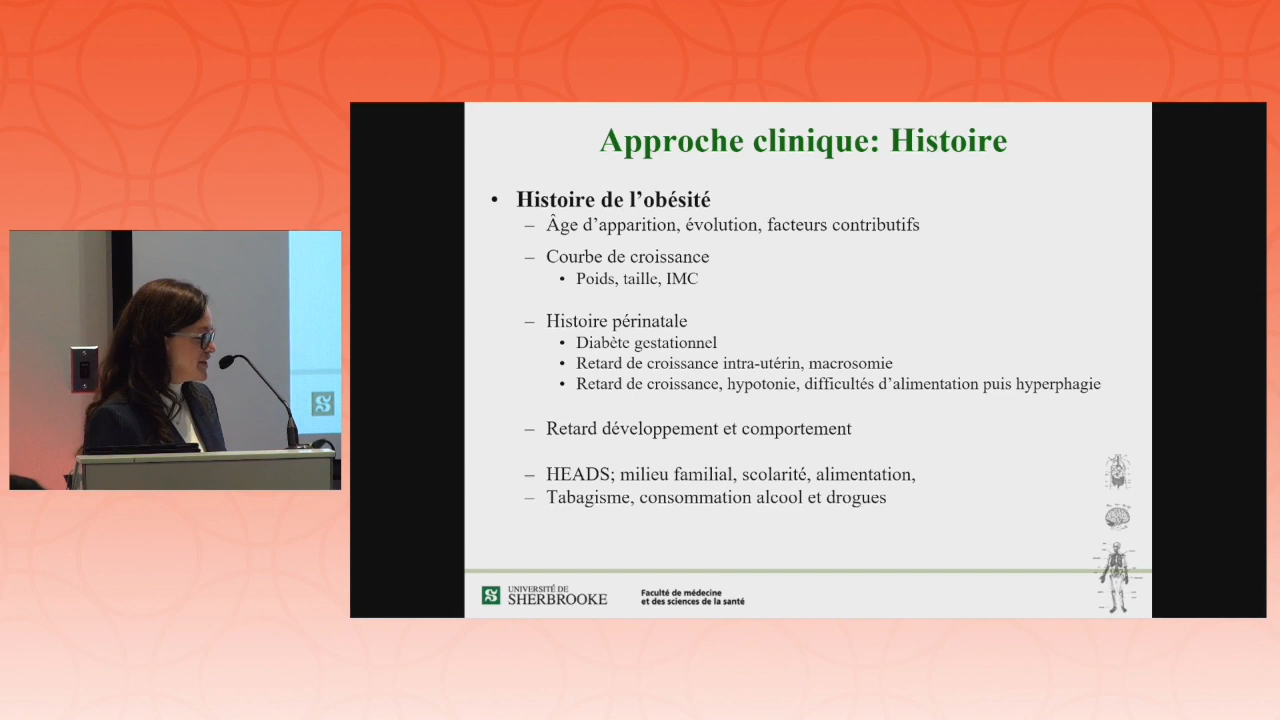 Approche clinique: Histoire
• Histoire de l'obésité
– Âge d'apparition, évolution, facteurs contributifs
– Courbe de croissance
• Poids, taille, IMC
– Histoire périnatale
• Diabète gestationnel
• Retard de croissance intra-utérin, macrosomie
• Retard de croissance, hypotonie, difficultés d'alimentation puis hyperphagie
– Retard développement et comportement
– HEADS; milieu familial, scolarité, alimentation,
– Tabagisme, consommation alcool et drogues
UNIVERSITÉ DE
SHERBROOKE
Faculté de médecine
et des sciences de la santé